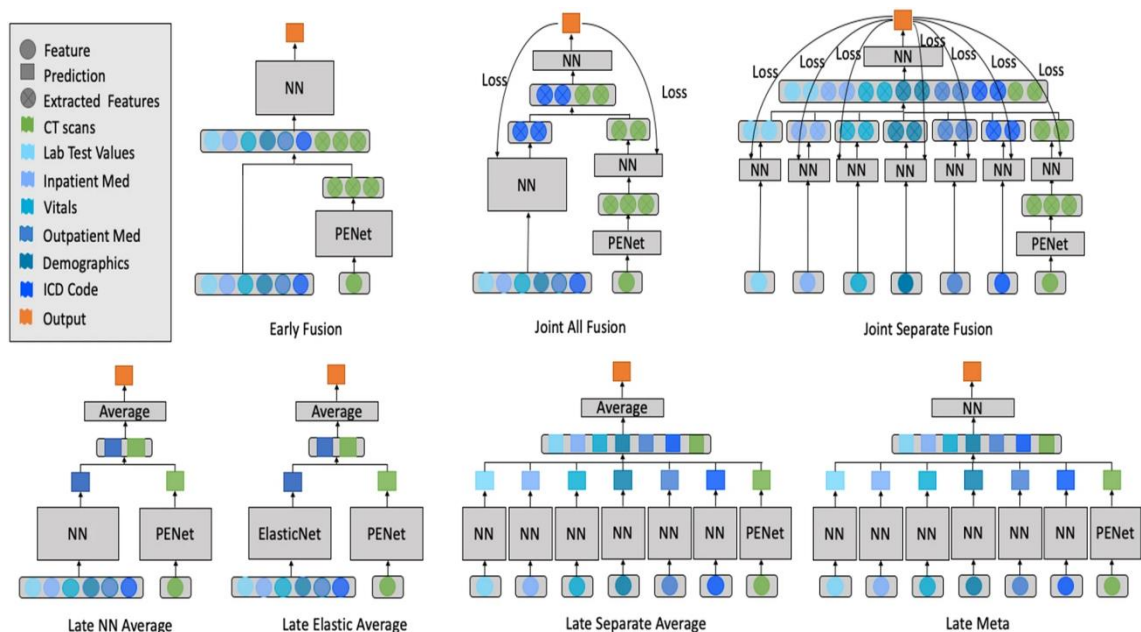 Feature
Prediction
Extracted Features
CT scans
Lab Test Values
Inpatient Med
Vitals
Outpatient Med
Demographics
ICD Code
Output
NN
PENet
Early Fusion
NN
Loss
Loss
NN
NN
PENet
Joint All Fusion
Loss
NN
Loss
Loss
Loss
Loss
Loss
Loss
NN
NN
NN
NN
NN
NN
NN
PENet
Joint Separate Fusion
Average
NN
PENet
Late NN Average
Average
ElasticNet
PENet
Late Elastic Average
Average
NN
NN
NN
NN
NN
NN
PENet
Late Separate Average
NN
NN
NN
NN
NN
NN
NN
PENet
Late Meta